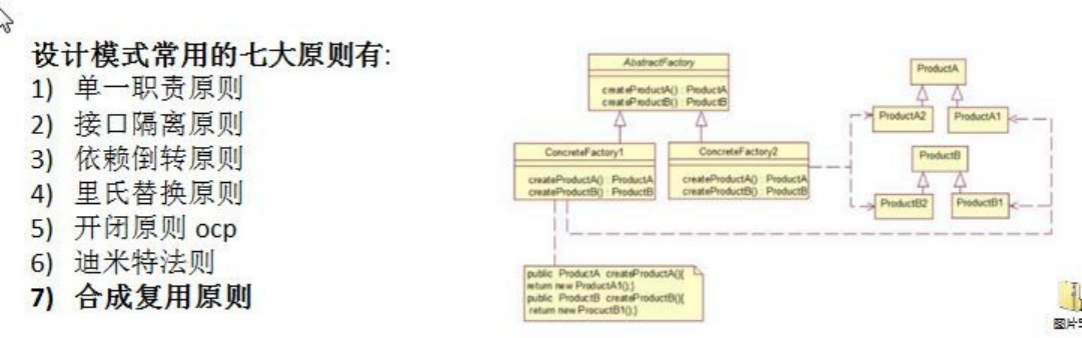 设计模式常用的七大原则有:
1) 单一职责原则
2) 接口隔离原则
3) 依赖倒转原则
4) 里氏替换原则
5) 开闭原则 ocp
6) 迪米特法则
7) 合成复用原则
AbstractFactory
createProductA() : ProductA
createProductB() : ProductB
ConcreteFactory1
createProductA() : ProductA
createProductB() : ProductB
ConcreteFactory2
createProductA() : ProductA
createProductB() : ProductB
ProductA
ProductA2
ProductA1
ProductB
ProductB2
ProductB1
public ProductA createProductA(){
return new ProductA1();}
public ProductB createProductB(){
return new ProcuctB1();}
图片